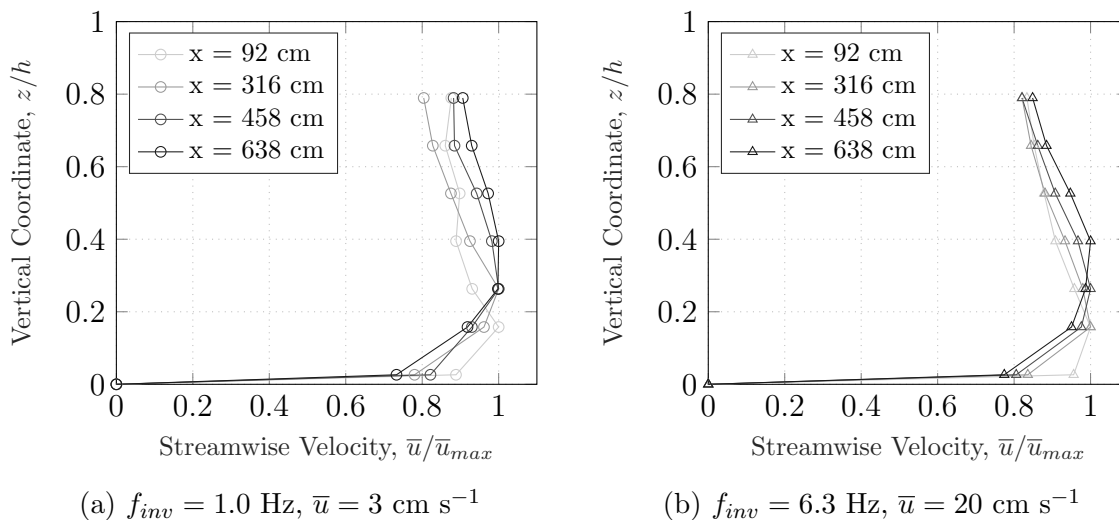 1
0.8
0.6
0.4
0.2
0
0
0.2
0.4
0.6
0.8
1
Vertical Coordinate, z/h
Streamwise Velocity, u̅/u̅_max
x = 92 cm
x = 316 cm
x = 458 cm
x = 638 cm
(a) f_inv = 1.0 Hz, u̅ = 3 cm s⁻¹
1
0.8
0.6
0.4
0.2
0
0
0.2
0.4
0.6
0.8
1
Vertical Coordinate, z/h
Streamwise Velocity, u̅/u̅_max
x = 92 cm
x = 316 cm
x = 458 cm
x = 638 cm
(b) f_inv = 6.3 Hz, u̅ = 20 cm s⁻¹